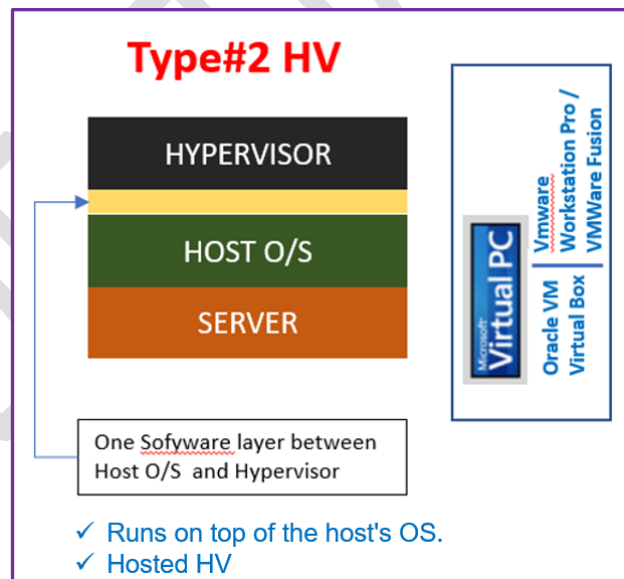 Type#2 HV
HYPERVISOR
HOST O/S
SERVER
One Sofyware layer between
Host O/S and Hypervisor
✓ Runs on top of the host's OS.
✓ Hosted HV
Microsoft
Virtual PC
Vmware
Workstation Pro /
VMWare Fusion
Oracle VM
Virtual Box